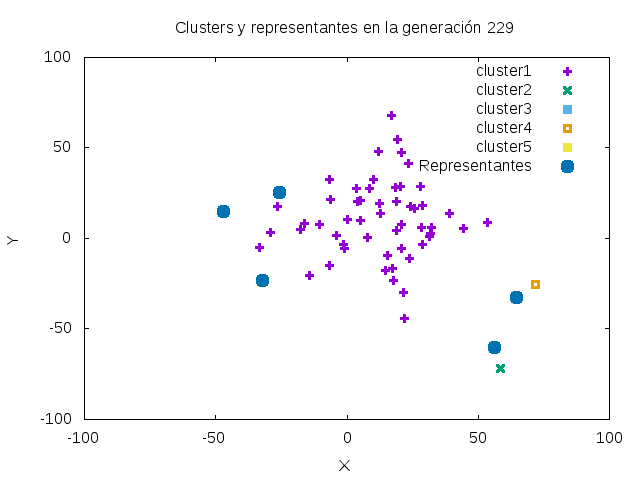 Clusters y representantes en la generación 229
100
50
0
-50
-100
-100
-50
0
50
100
Y
X
cluster1
cluster2
cluster3
cluster4
cluster5
Representantes